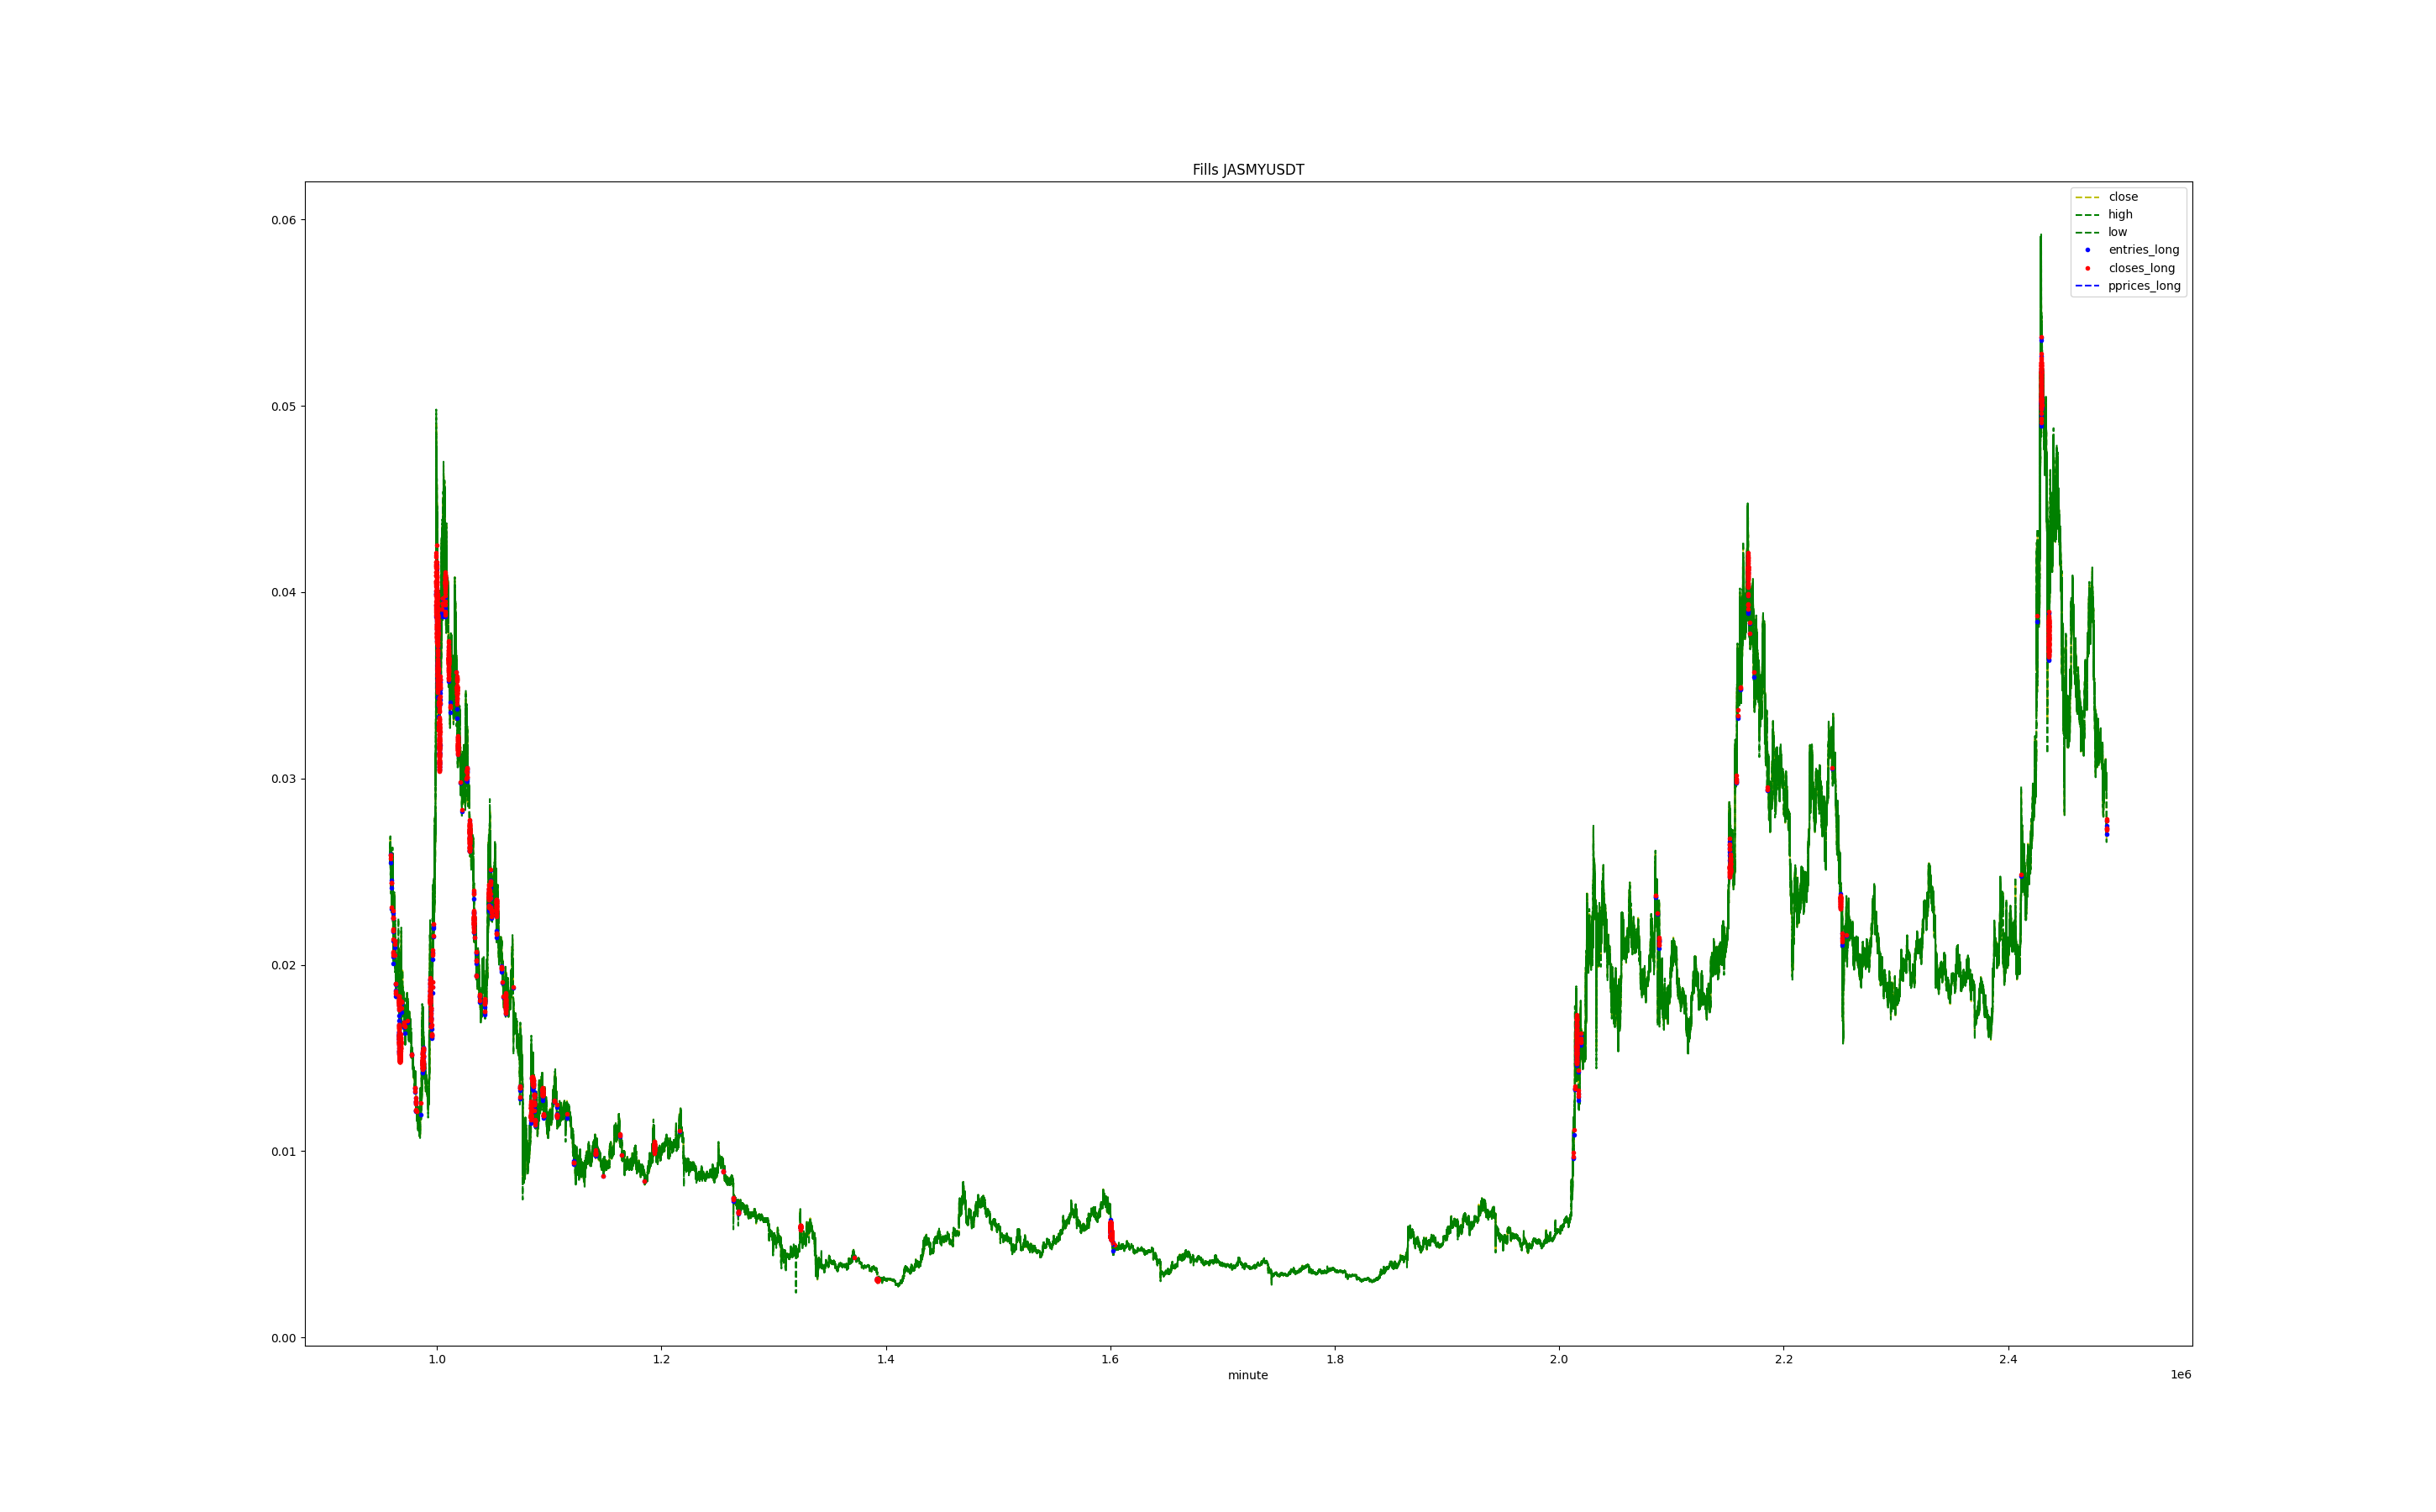 Fills JASMYUSDT
close
high
low
entries_long
closes_long
pprices_long
0.06
0.05
0.04
0.03
0.02
0.01
0.00
1.0 1.2 1.4 1.6 1.8 2.0 2.2 2.4
minute
1e6